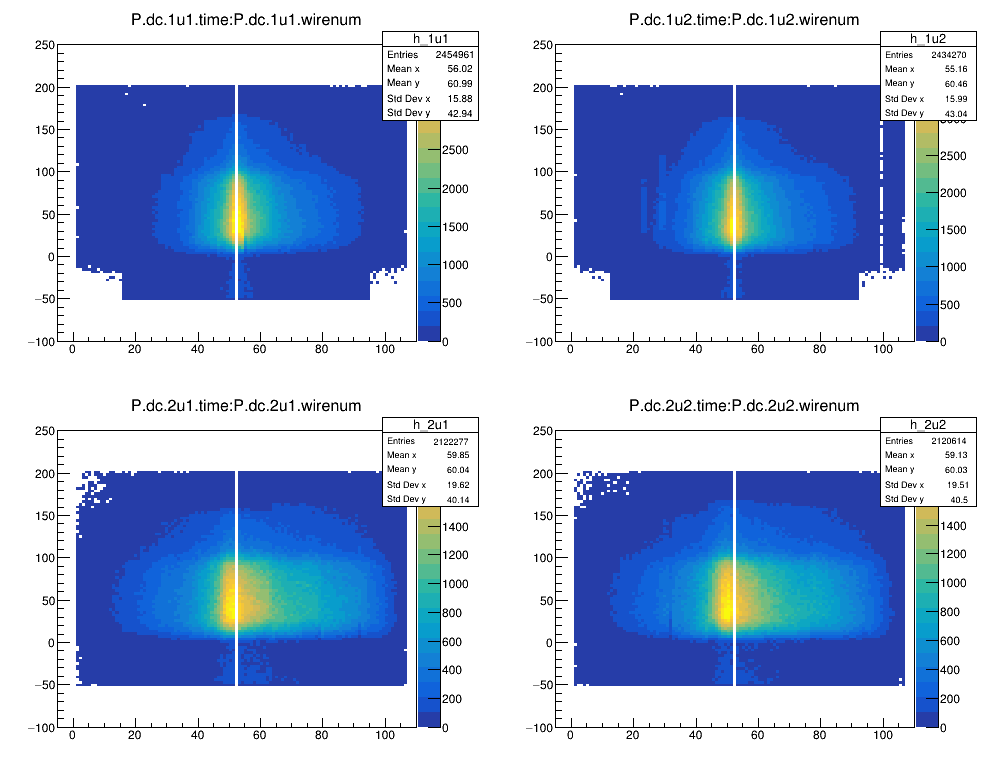 P.dc.1u1.time:P.dc.1u1.wirenum
h_1u1
Entries 2454961
Mean x 56.02
Mean y 60.99
Std Dev x 15.88
Std Dev y 42.94
250
200
150
100
50
0
−50
−100
0 20 40 60 80 100
2500
2000
1500
1000
500
0
P.dc.1u2.time:P.dc.1u2.wirenum
h_1u2
Entries 2434270
Mean x 55.16
Mean y 60.46
Std Dev x 15.99
Std Dev y 43.04
250
200
150
100
50
0
−50
−100
0 20 40 60 80 100
2500
2000
1500
1000
500
0
P.dc.2u1.time:P.dc.2u1.wirenum
h_2u1
Entries 2122277
Mean x 59.85
Mean y 60.04
Std Dev x 19.62
Std Dev y 40.14
250
200
150
100
50
0
−50
−100
0 20 40 60 80 100
1400
1200
1000
800
600
400
200
0
P.dc.2u2.time:P.dc.2u2.wirenum
h_2u2
Entries 2120614
Mean x 59.13
Mean y 60.03
Std Dev x 19.51
Std Dev y 40.5
250
200
150
100
50
0
−50
−100
0 20 40 60 80 100
1400
1200
1000
800
600
400
200
0